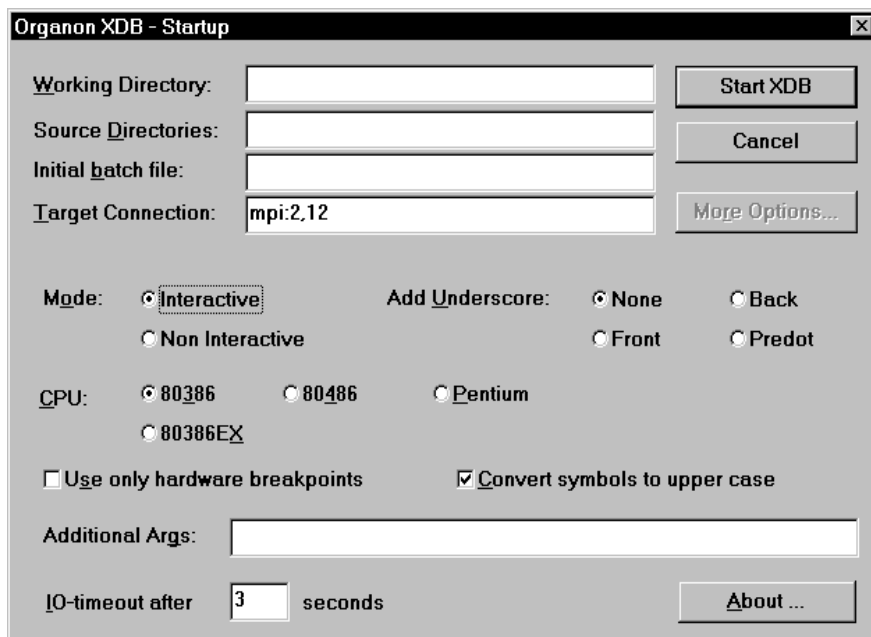 Organon XDB - Startup
Working Directory:
Start XDB
Source Directories:
Cancel
Initial batch file:
Target Connection: mpi:2,12
More Options...
Mode: Interactive Add Underscore: None Back
Non Interactive Front Predot
CPU: 80386 80486 Pentium
80386EX
Use only hardware breakpoints Convert symbols to upper case
Additional Args:
IO-timeout after 3 seconds About ...